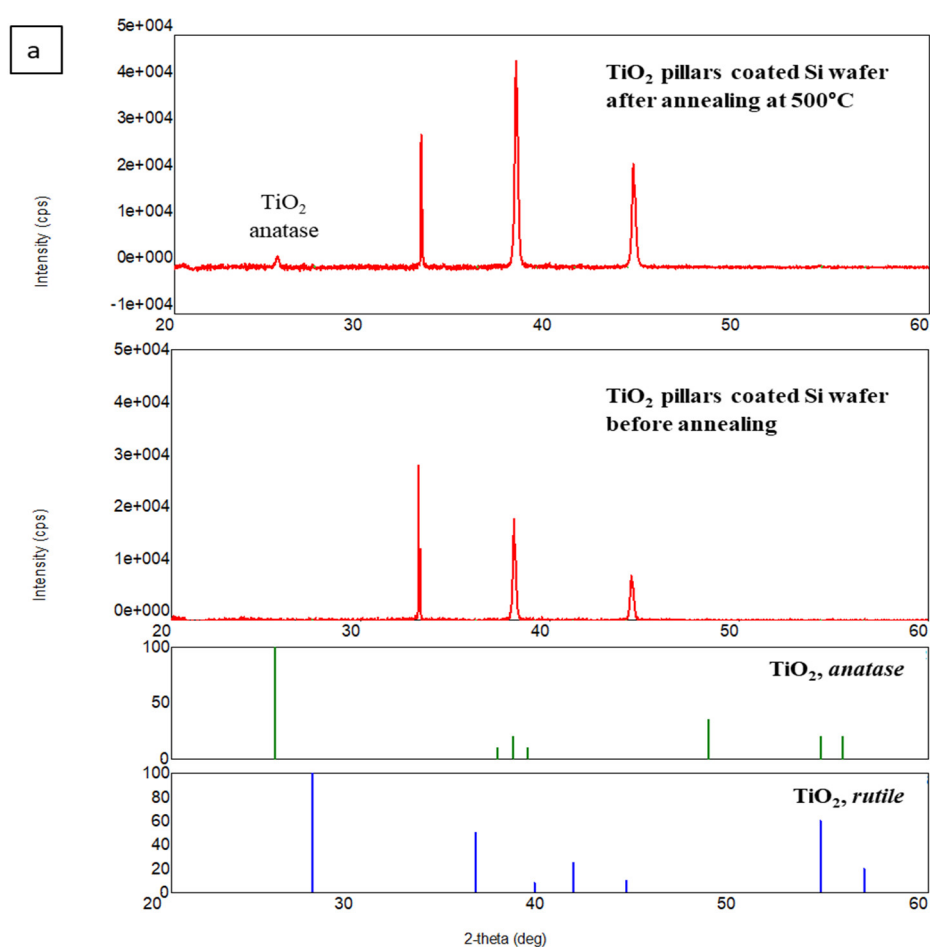 a
5e+004
4e+004
3e+004
2e+004
1e+004
0e+000
-1e+004
Intensity (cps)
TiO2 pillars coated Si wafer
after annealing at 500°C
TiO2
anatase
20 30 40 50 60
5e+004
4e+004
3e+004
2e+004
1e+004
0e+000
Intensity (cps)
TiO2 pillars coated Si wafer
before annealing
20 30 40 50 60
100
50
0
TiO2, anatase
100
80
60
40
20
0
TiO2, rutile
20 30 40 50 60
2-theta (deg)